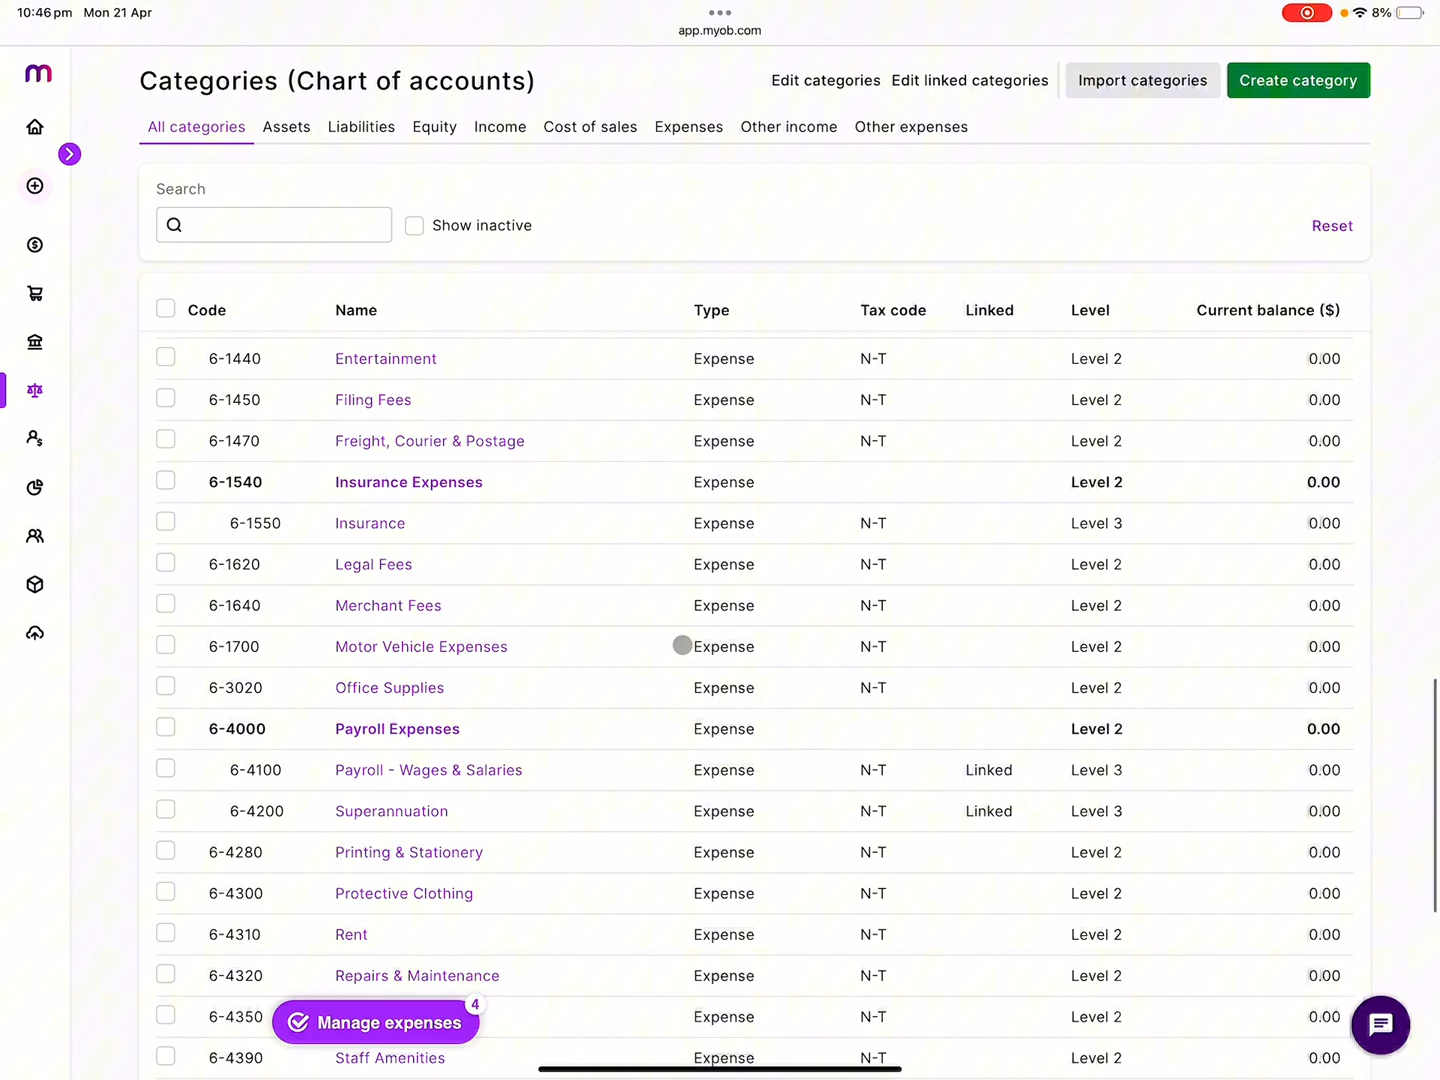 10:46 pm Mon 21 Apr
8%
app.myob.com
Categories (Chart of accounts)
Edit categories Edit linked categories Import categories Create category
All categories Assets Liabilities Equity Income Cost of sales Expenses Other income Other expenses
Search
Show inactive
Reset
Code Name Type Tax code Linked Level Current balance ($)
6-1440 Entertainment Expense N-T Level 2 0.00
6-1450 Filing Fees Expense N-T Level 2 0.00
6-1470 Freight, Courier & Postage Expense N-T Level 2 0.00
6-1540 Insurance Expenses Expense Level 2 0.00
6-1550 Insurance Expense N-T Level 3 0.00
6-1620 Legal Fees Expense N-T Level 2 0.00
6-1640 Merchant Fees Expense N-T Level 2 0.00
6-1700 Motor Vehicle Expenses Expense N-T Level 2 0.00
6-3020 Office Supplies Expense N-T Level 2 0.00
6-4000 Payroll Expenses Expense Level 2 0.00
6-4100 Payroll - Wages & Salaries Expense N-T Linked Level 3 0.00
6-4200 Superannuation Expense N-T Linked Level 3 0.00
6-4280 Printing & Stationery Expense N-T Level 2 0.00
6-4300 Protective Clothing Expense N-T Level 2 0.00
6-4310 Rent Expense N-T Level 2 0.00
6-4320 Repairs & Maintenance Expense N-T Level 2 0.00
6-4350 Expense N-T Level 2 0.00
Manage expenses 4
6-4390 Staff Amenities Expense N-T Level 2 0.00